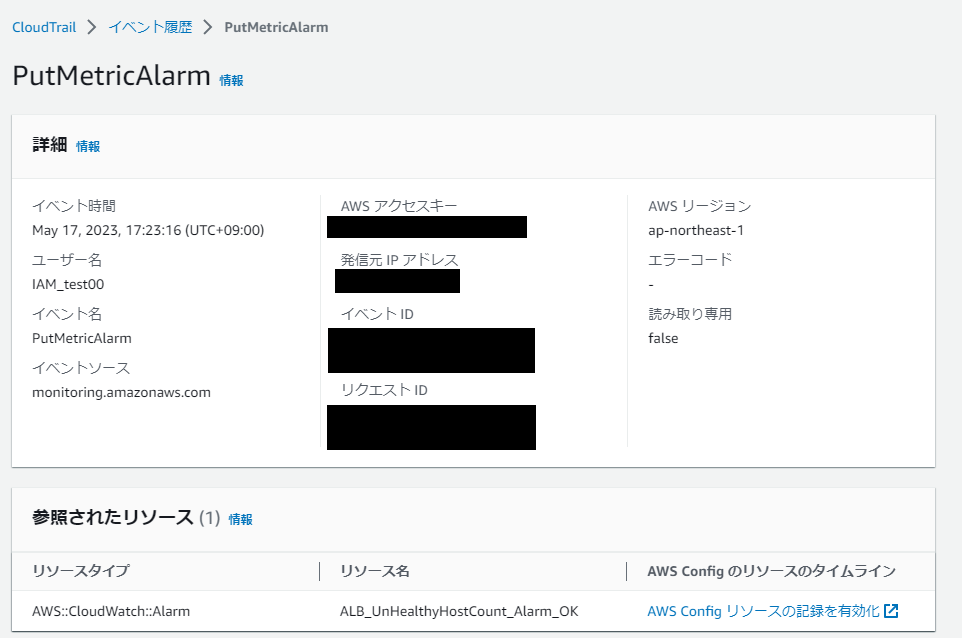 CloudTrail > イベント履歴 > PutMetricAlarm
PutMetricAlarm 情報
詳細 情報
イベント時間
May 17, 2023, 17:23:16 (UTC+09:00)
ユーザー名
IAM_test00
イベント名
PutMetricAlarm
イベントソース
monitoring.amazonaws.com
AWS アクセスキー
発信元 IP アドレス
イベント ID
リクエスト ID
AWS リージョン
ap-northeast-1
エラーコード
-
読み取り専用
false
参照されたリソース (1) 情報
リソースタイプ リソース名 AWS Config のリソースのタイムライン
AWS::CloudWatch::Alarm ALB_UnHealthyHostCount_Alarm_OK AWS Config リソースの記録を有効化